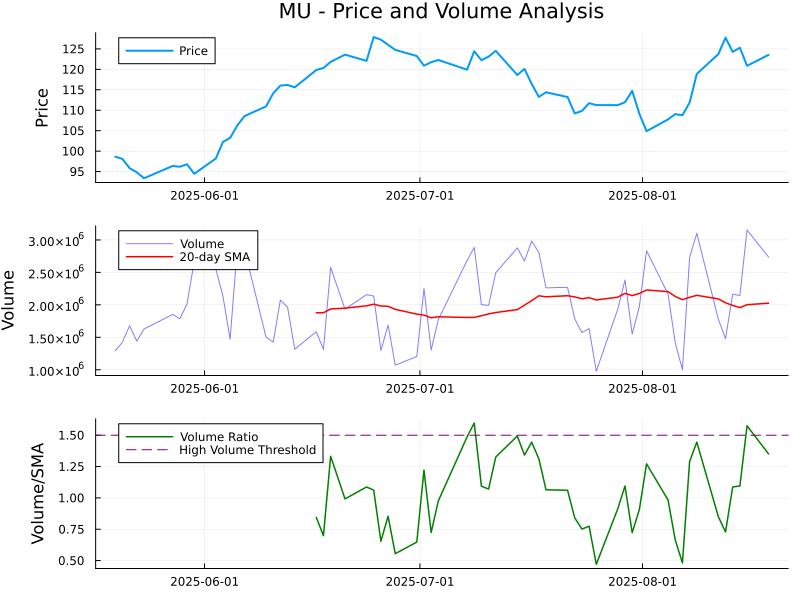 MU - Price and Volume Analysis
Price
125
120
115
110
105
100
95
Price
2025-06-01
2025-07-01
2025-08-01
Volume
3.00×10⁶
2.50×10⁶
2.00×10⁶
1.50×10⁶
1.00×10⁶
Volume
20-day SMA
2025-06-01
2025-07-01
2025-08-01
Volume/SMA
1.50
1.25
1.00
0.75
0.50
Volume Ratio
High Volume Threshold
2025-06-01
2025-07-01
2025-08-01